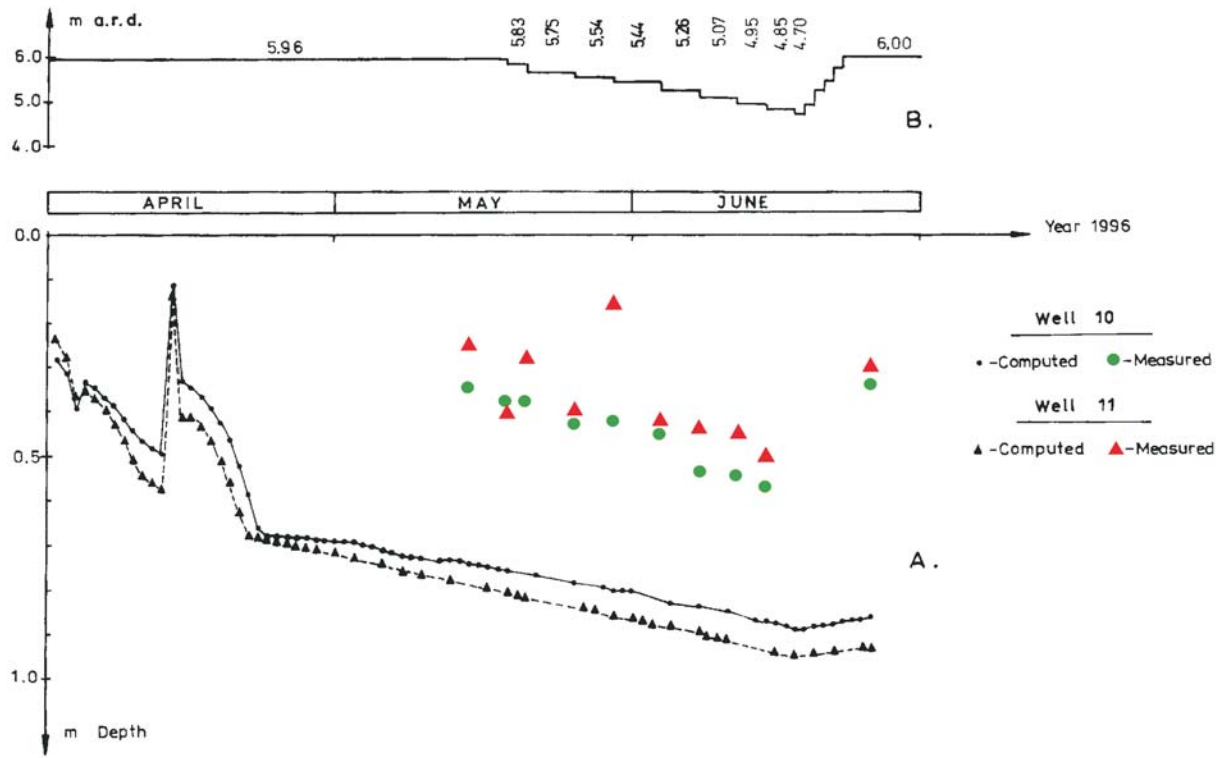 m a.r.d.
5.83 5.75 5.54 5.44 5.26 5.07 4.95 4.85 4.70
5.96
6.00
6.0
5.0
4.0
B.
APRIL MAY JUNE
0.0
Year 1996
Well 10
-Computed -Measured
Well 11
-Computed -Measured
0.5
A.
1.0
m Depth